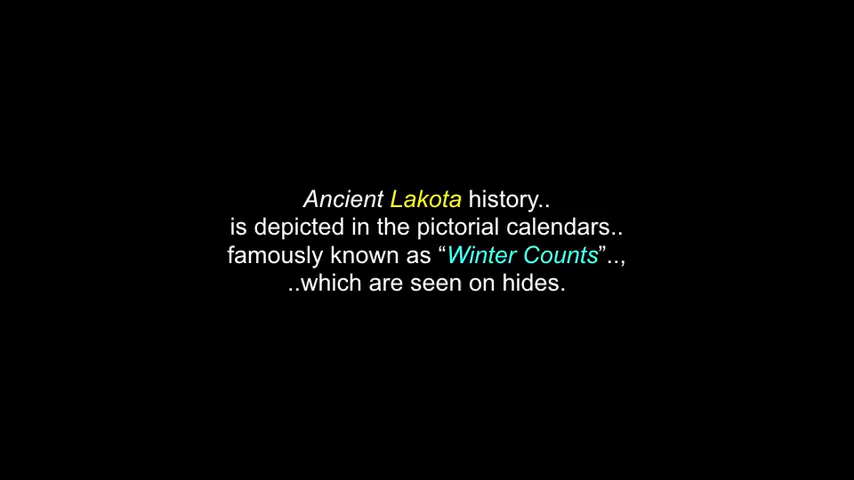 Ancient Lakota history..
is depicted in the pictorial calendars..
famously known as “Winter Counts”..,
..which are seen on hides.